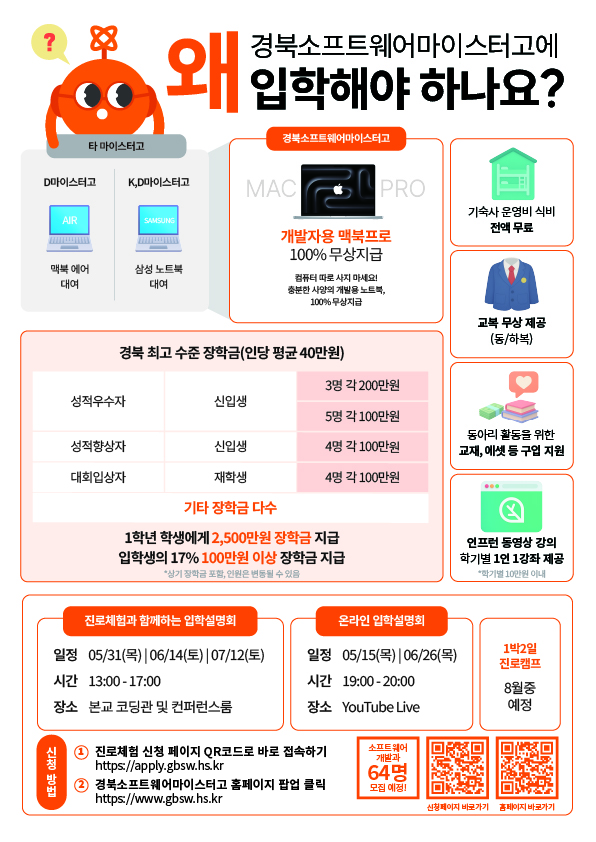 ?
왜
경북소프트웨어마이스터고에
입학해야 하나요?
타 마이스터고
D마이스터고
AIR
맥북 에어
대여
K,D마이스터고
SAMSUNG
삼성 노트북
대여
경북소프트웨어마이스터고
MAC PRO
개발자용 맥북프로
100% 무상지급
컴퓨터 따로 사지 마세요!
충분한 사양의 개발용 노트북,
100% 무상지급
기숙사 운영비 식비
전액 무료
교복 무상 제공
(동/하복)
동아리 활동을 위한
교재, 에셋 등 구입 지원
인프런 동영상 강의
학기별 1인 1강좌 제공
*학기별 10만원 이내
경북 최고 수준 장학금(인당 평균 40만원)
성적우수자 신입생 3명 각 200만원
5명 각 100만원
성적향상자 신입생 4명 각 100만원
대회입상자 재학생 4명 각 100만원
기타 장학금 다수
1학년 학생에게 2,500만원 장학금 지급
입학생의 17% 100만원 이상 장학금 지급
*상기 장학금 포함, 인원은 변동될 수 있음
진로체험과 함께하는 입학설명회
일정 05/31(목) | 06/14(토) | 07/12(토)
시간 13:00 - 17:00
장소 본교 코딩관 및 컨퍼런스룸
온라인 입학설명회
일정 05/15(목) | 06/26(목)
시간 19:00 - 20:00
장소 YouTube Live
1박2일
진로캠프
8월중
예정
신청 방법
① 진로체험 신청 페이지 QR코드로 바로 접속하기
https://apply.gbsw.hs.kr
② 경북소프트웨어마이스터고 홈페이지 팝업 클릭
https://www.gbsw.hs.kr
소프트웨어
개발과
64명
모집 예정!
신청페이지 바로가기
홈페이지 바로가기